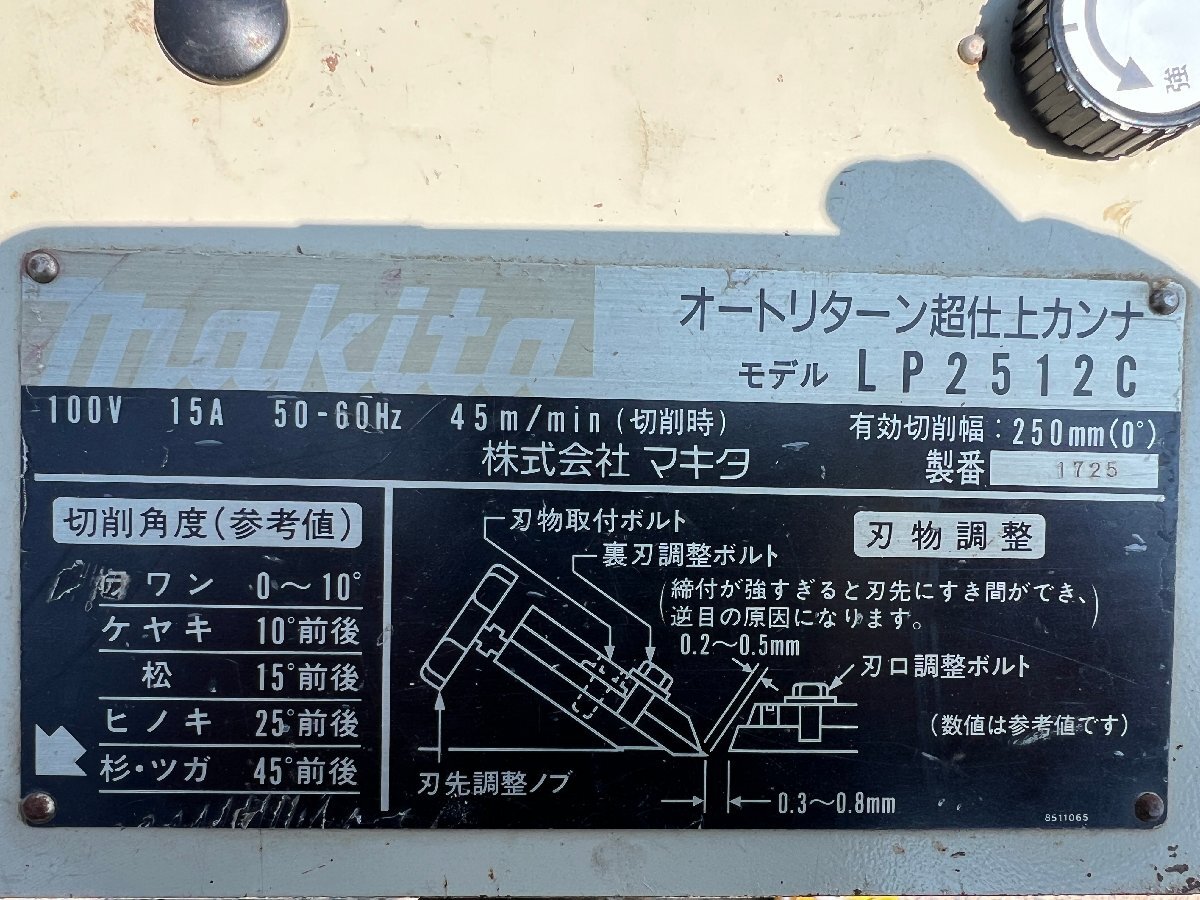 強
makita
オートリターン超仕上カンナ
モデル LP2512C
100V 15A 50-60Hz 45m/min (切削時)
有効切削幅:250mm(0°)
株式会社 マキタ
製番 1725
切削角度(参考値)
ラワン 0〜10°
ケヤキ 10°前後
松 15°前後
ヒノキ 25°前後
杉・ツガ 45°前後
刃物取付ボルト
裏刃調整ボルト
刃物調整
(締付が強すぎると刃先にすき間ができ、
逆目の原因になります。)
0.2〜0.5mm
刃口調整ボルト
(数値は参考値です)
刃先調整ノブ
0.3〜0.8mm
8511065